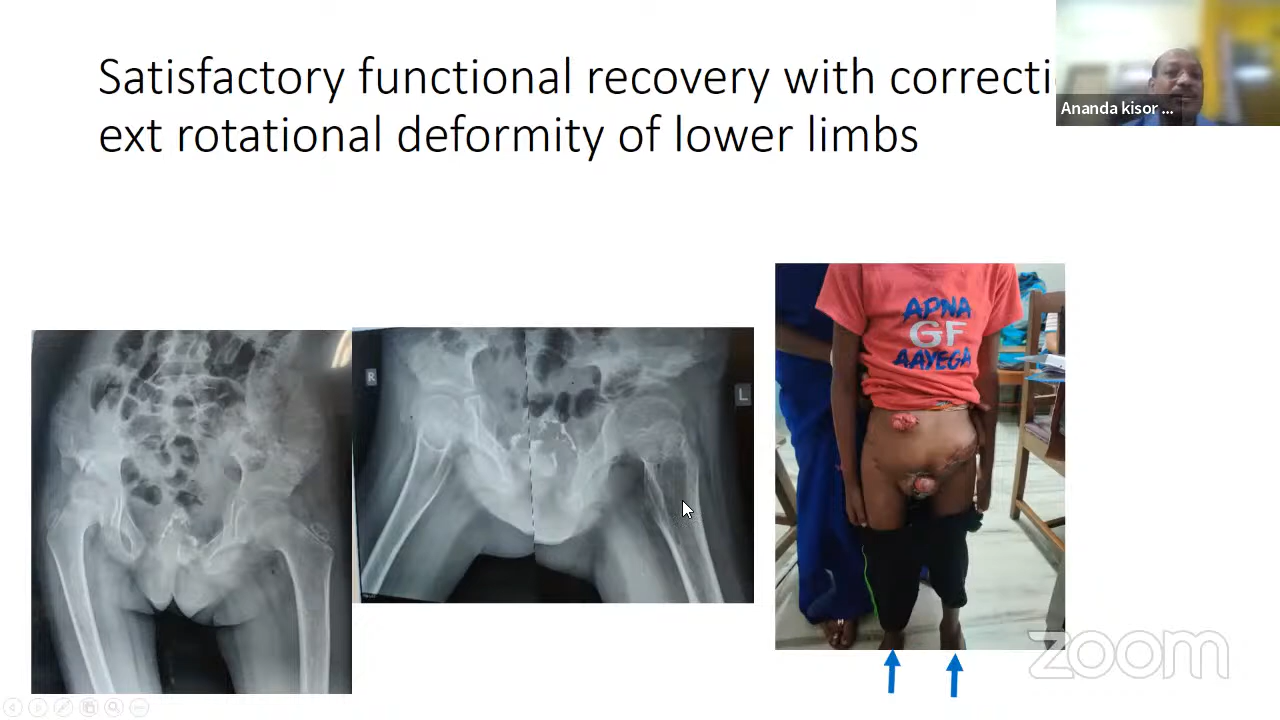 Satisfactory functional recovery with correcti
ext rotational deformity of lower limbs
Ananda kisor ...
R
L
APNA
GF
AAYEGA
zoom